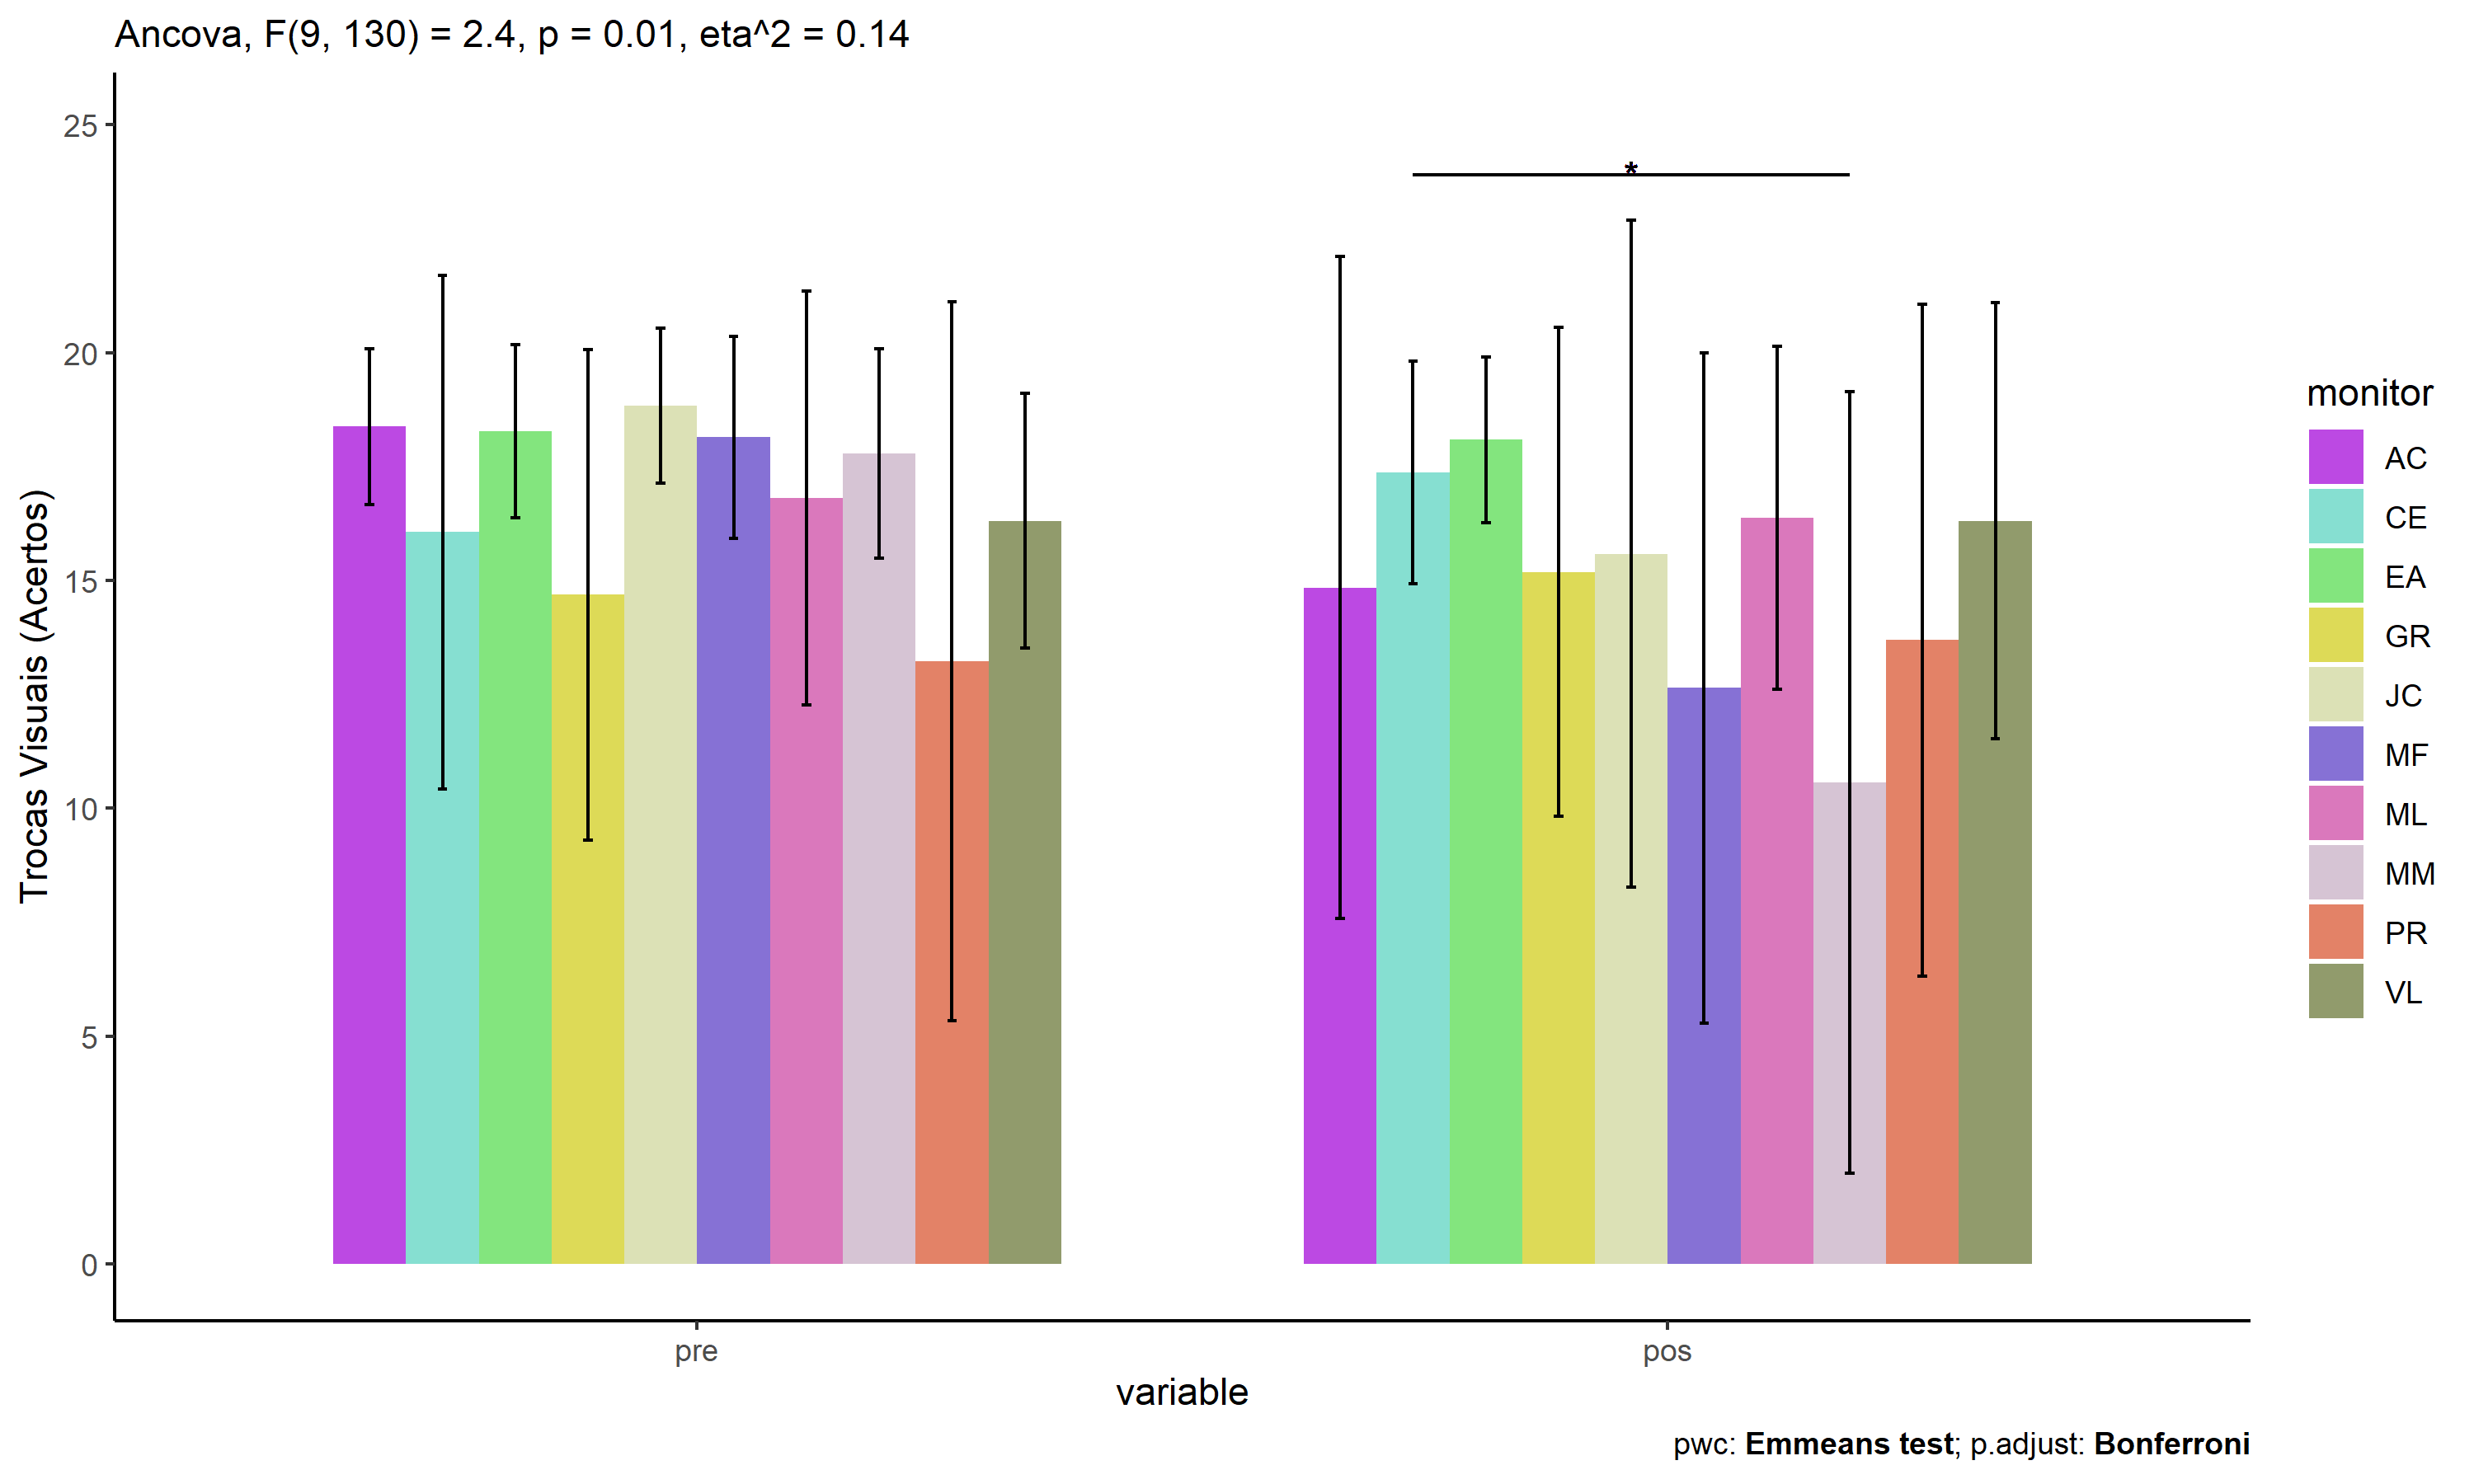 Ancova, F(9, 130) = 2.4, p = 0.01, eta^2 = 0.14
Trocas Visuais (Acertos)
25
20
15
10
5
0
*
pre
pos
variable
monitor
AC
CE
EA
GR
JC
MF
ML
MM
PR
VL
pwc: Emmeans test; p.adjust: Bonferroni